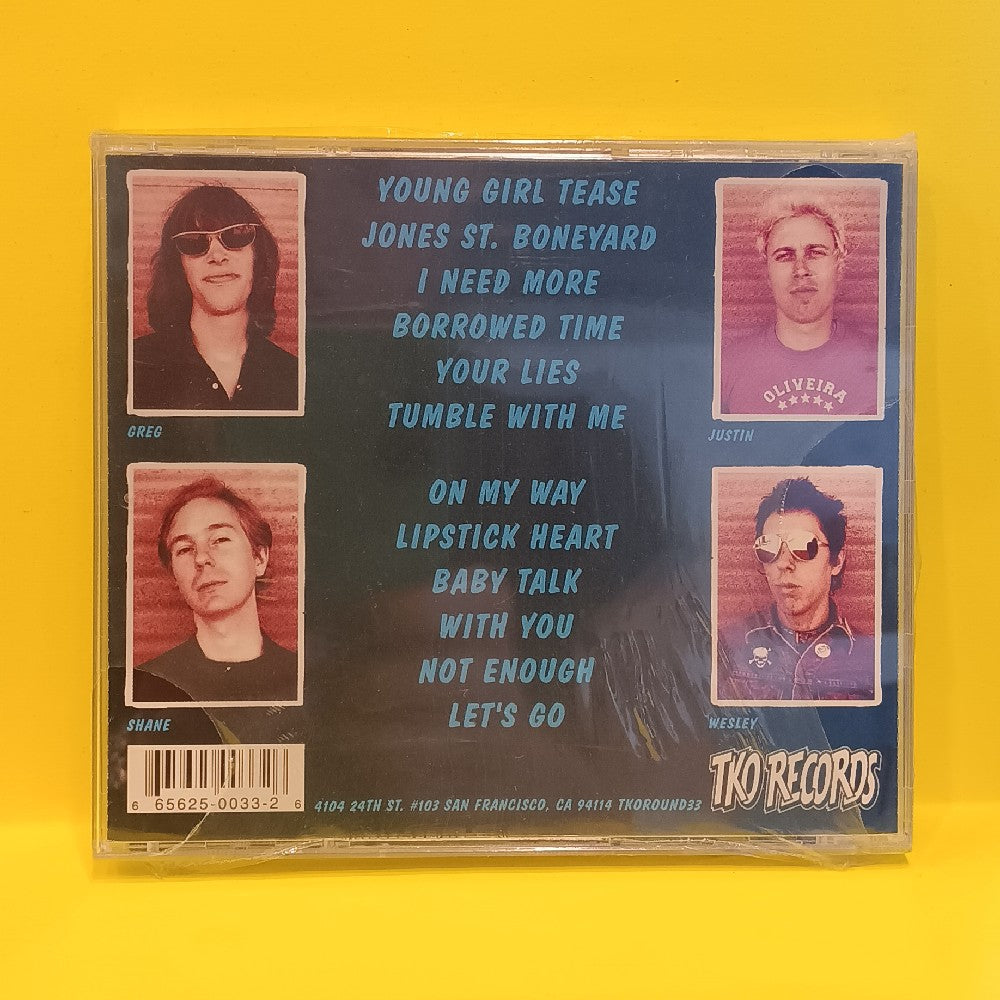 YOUNG GIRL TEASE
JONES ST. BONEYARD
I NEED MORE
BORROWED TIME
YOUR LIES
TUMBLE WITH ME
OLIVEIRA
GREG
JUSTIN
ON MY WAY
LIPSTICK HEART
BABY TALK
WITH YOU
NOT ENOUGH
LET'S GO
SHANE
WESLEY
TKO RECORDS
6 65625-0033-2 6
4104 24TH ST. #103 SAN FRANCISCO, CA 94114 TKOROUND33